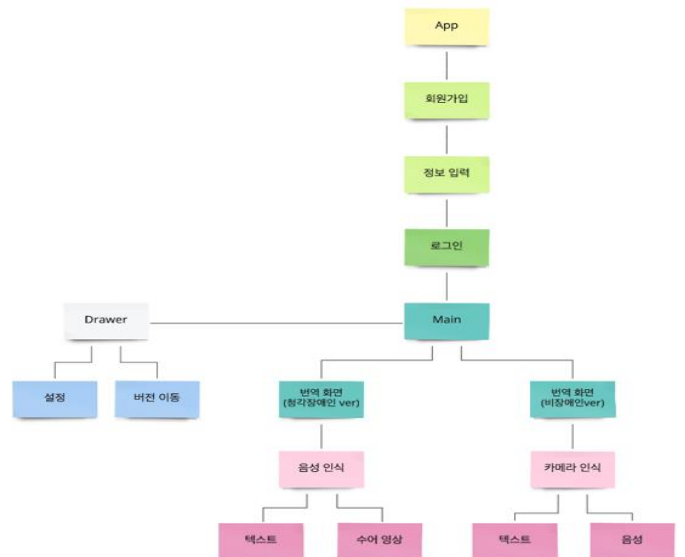 App
회원가입
정보 입력
로그인
Drawer
Main
설정
버전 이동
번역 화면
(청각장애인 ver)
번역 화면
(비장애인ver)
음성 인식
카메라 인식
텍스트
수어 영상
텍스트
음성